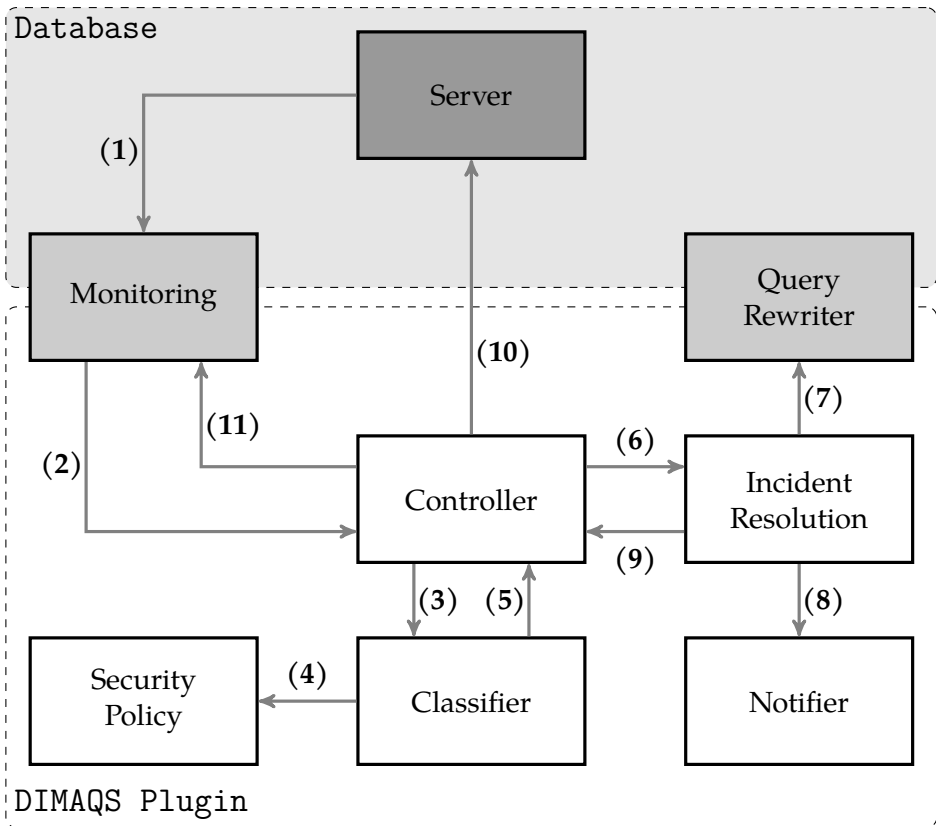 Database
Server
(1)
Monitoring
Query
Rewriter
(10)
(7)
(11)
(6)
(2)
Controller
Incident
Resolution
(9)
(3)
(5)
(8)
Security
Policy
(4)
Classifier
Notifier
DIMAQS Plugin